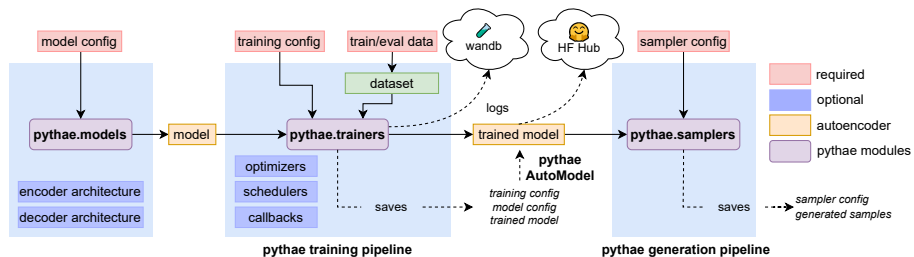 model config
training config
train/eval data
wandb
HF Hub
sampler config
dataset
required
optional
autoencoder
pythae modules
logs
pythae.models
model
pythae.trainers
trained model
pythae.samplers
pythae
AutoModel
optimizers
schedulers
callbacks
encoder architecture
decoder architecture
saves
training config
model config
trained model
saves
sampler config
generated samples
pythae training pipeline
pythae generation pipeline